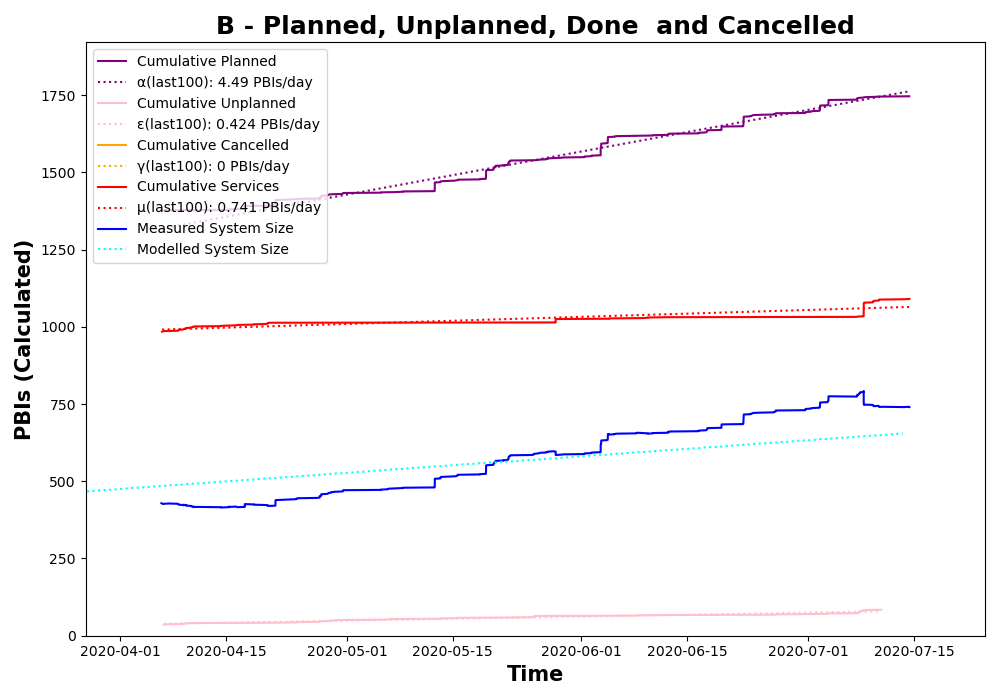 B - Planned, Unplanned, Done  and Cancelled
Cumulative Planned
α(last100): 4.49 PBIs/day
Cumulative Unplanned
ε(last100): 0.424 PBIs/day
Cumulative Cancelled
γ(last100): 0 PBIs/day
Cumulative Services
μ(last100): 0.741 PBIs/day
Measured System Size
Modelled System Size
PBIs (Calculated)
1750
1500
1250
1000
750
500
250
0
2020-04-01 2020-04-15 2020-05-01 2020-05-15 2020-06-01 2020-06-15 2020-07-01 2020-07-15
Time